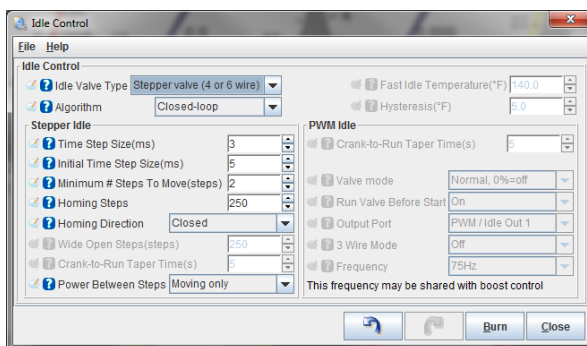 Idle Control
File Help
Idle Control
Idle Valve Type Stepper valve (4 or 6 wire)
Algorithm Closed-loop
Fast Idle Temperature(°F) 140.0
Hysteresis(°F) 5.0
Stepper Idle
Time Step Size(ms) 3
Initial Time Step Size(ms) 5
Minimum # Steps To Move(steps) 2
Homing Steps 250
Homing Direction Closed
Wide Open Steps(steps) 250
Crank-to-Run Taper Time(s) 5
Power Between Steps Moving only
PWM Idle
Crank-to-Run Taper Time(s) 5
Valve mode Normal, 0%=off
Run Valve Before Start On
Output Port PWM / Idle Out 1
3 Wire Mode Off
Frequency 75Hz
This frequency may be shared with boost control
Burn Close